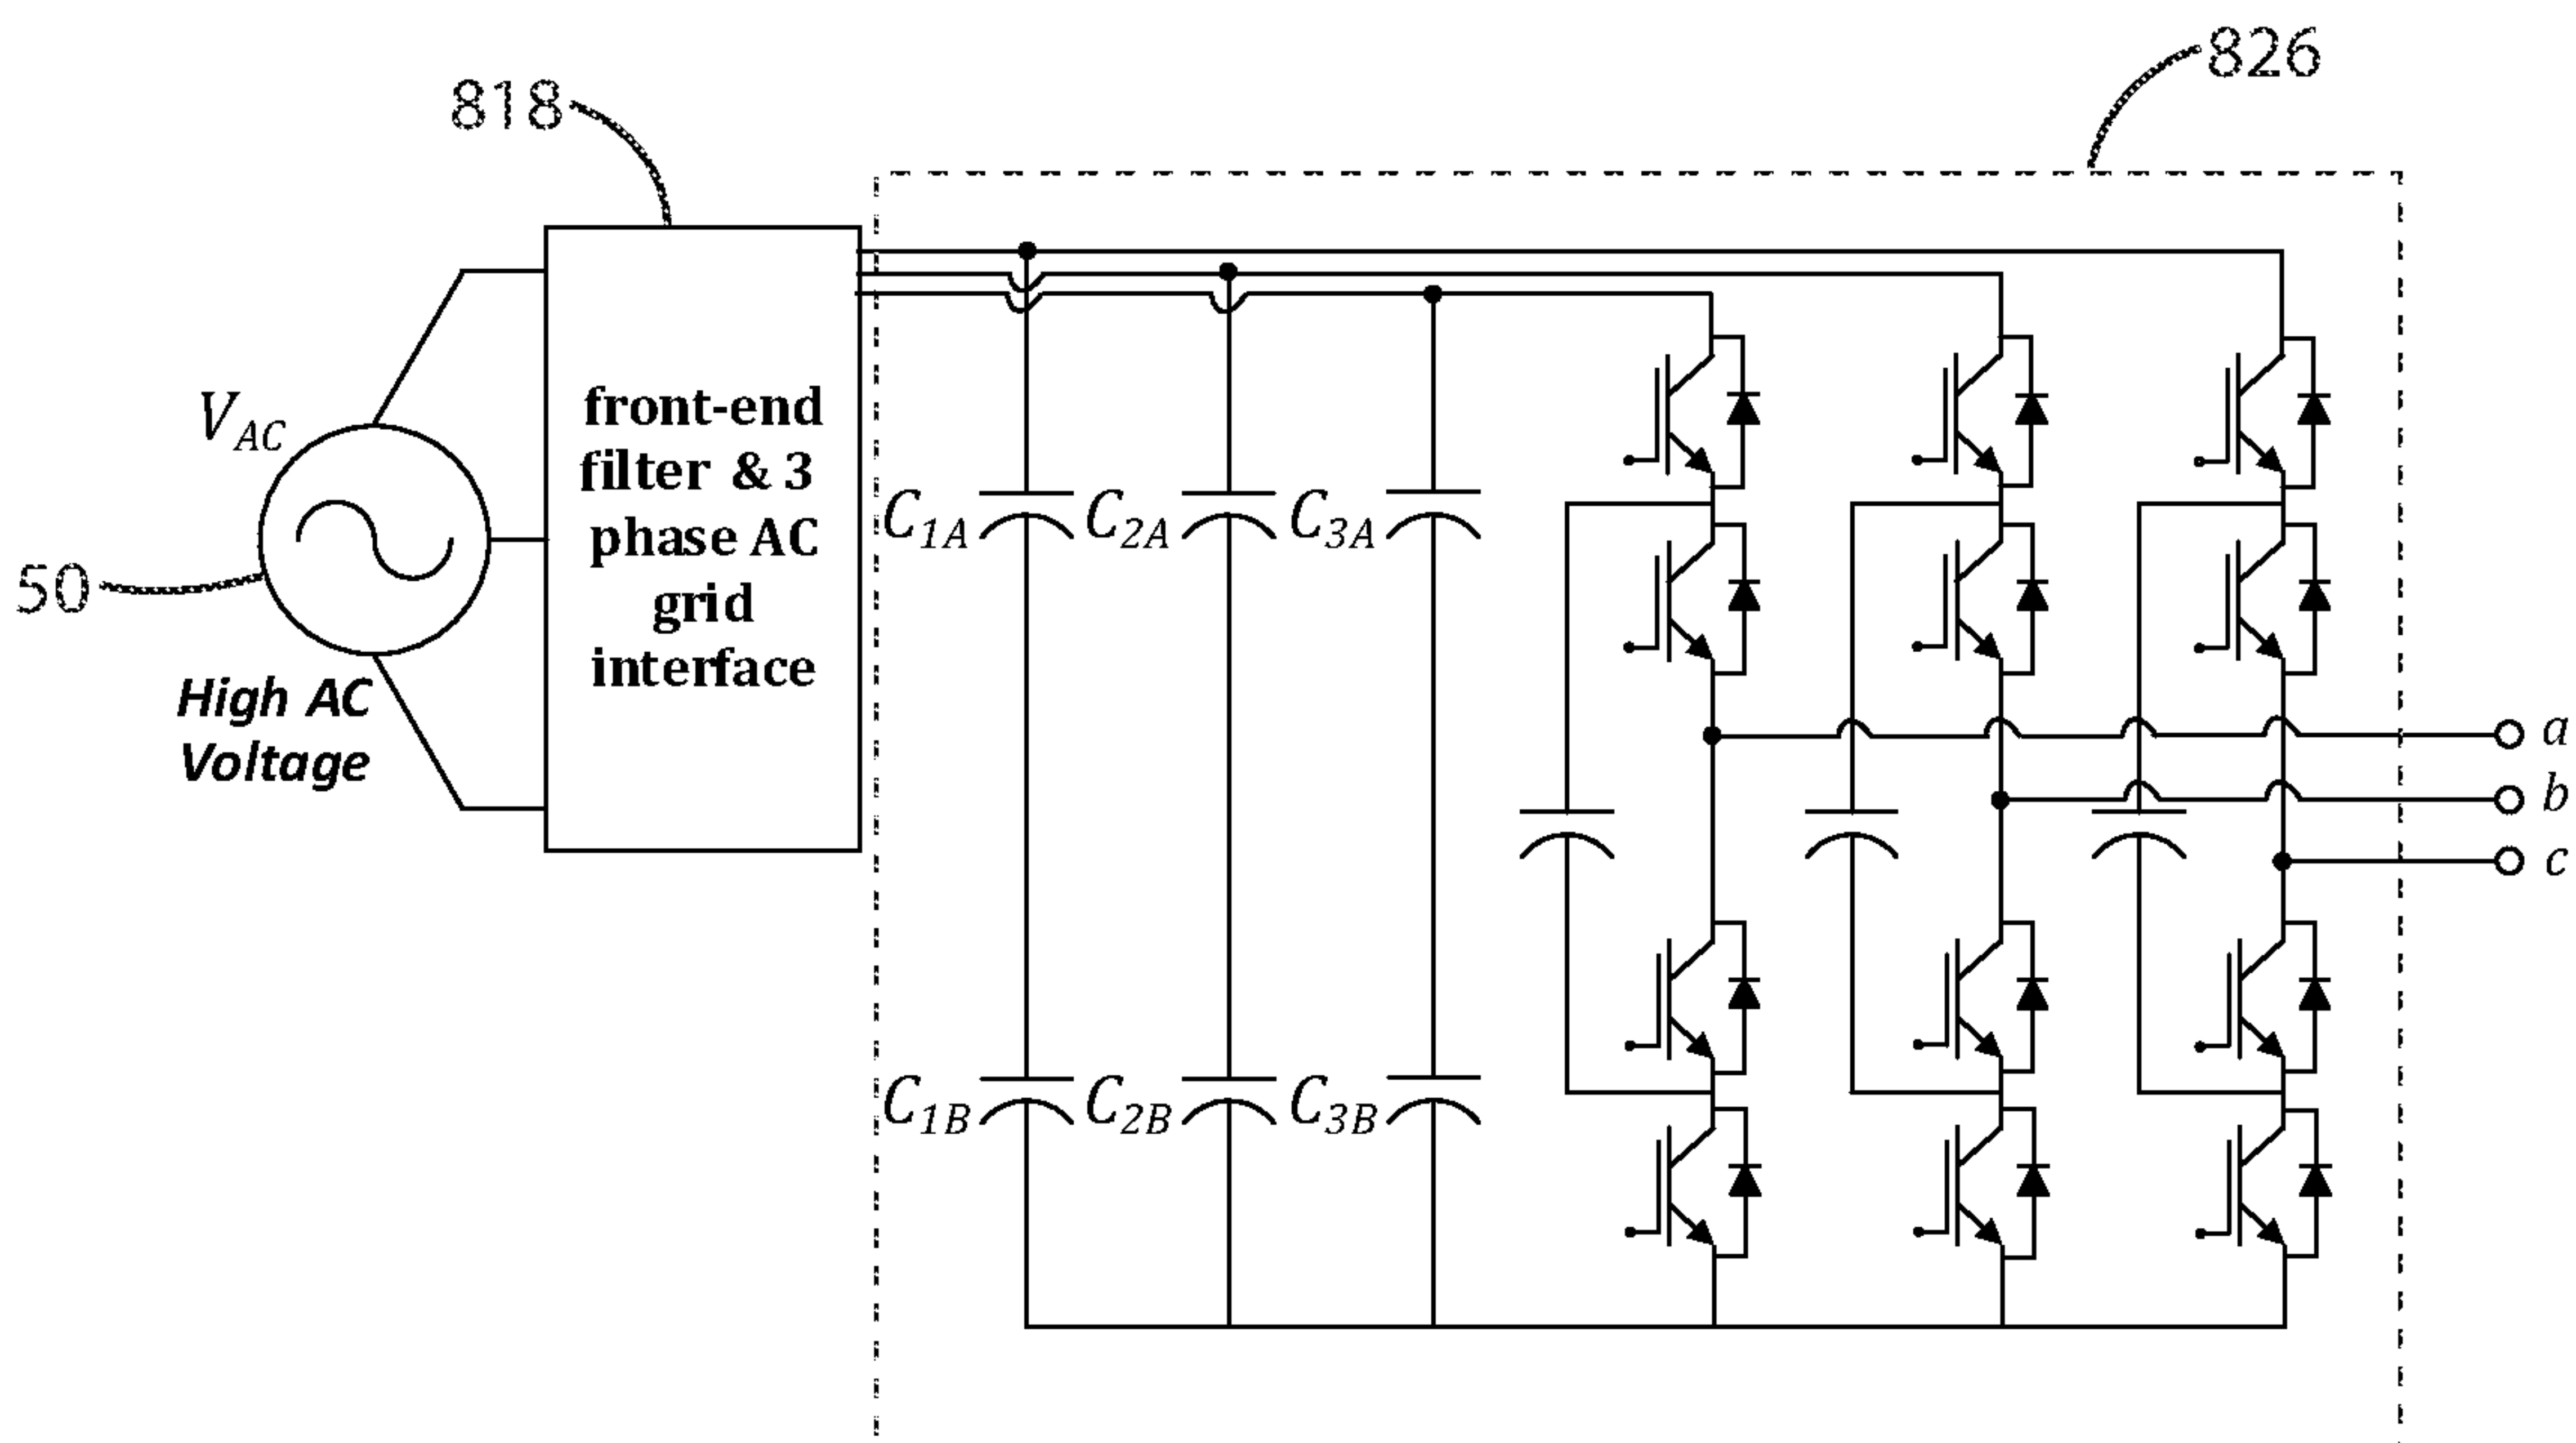 826
818
V_AC
50
High AC
Voltage
front-end
filter & 3
phase AC
grid
interface
C_1A
C_2A
C_3A
a
b
c
C_1B
C_2B
C_3B